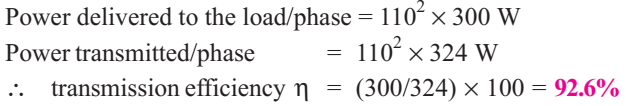 Power delivered to the load/phase = 110² × 300 W
Power transmitted/phase = 110² × 324 W
∴ transmission efficiency η = (300/324) × 100 = 92.6%